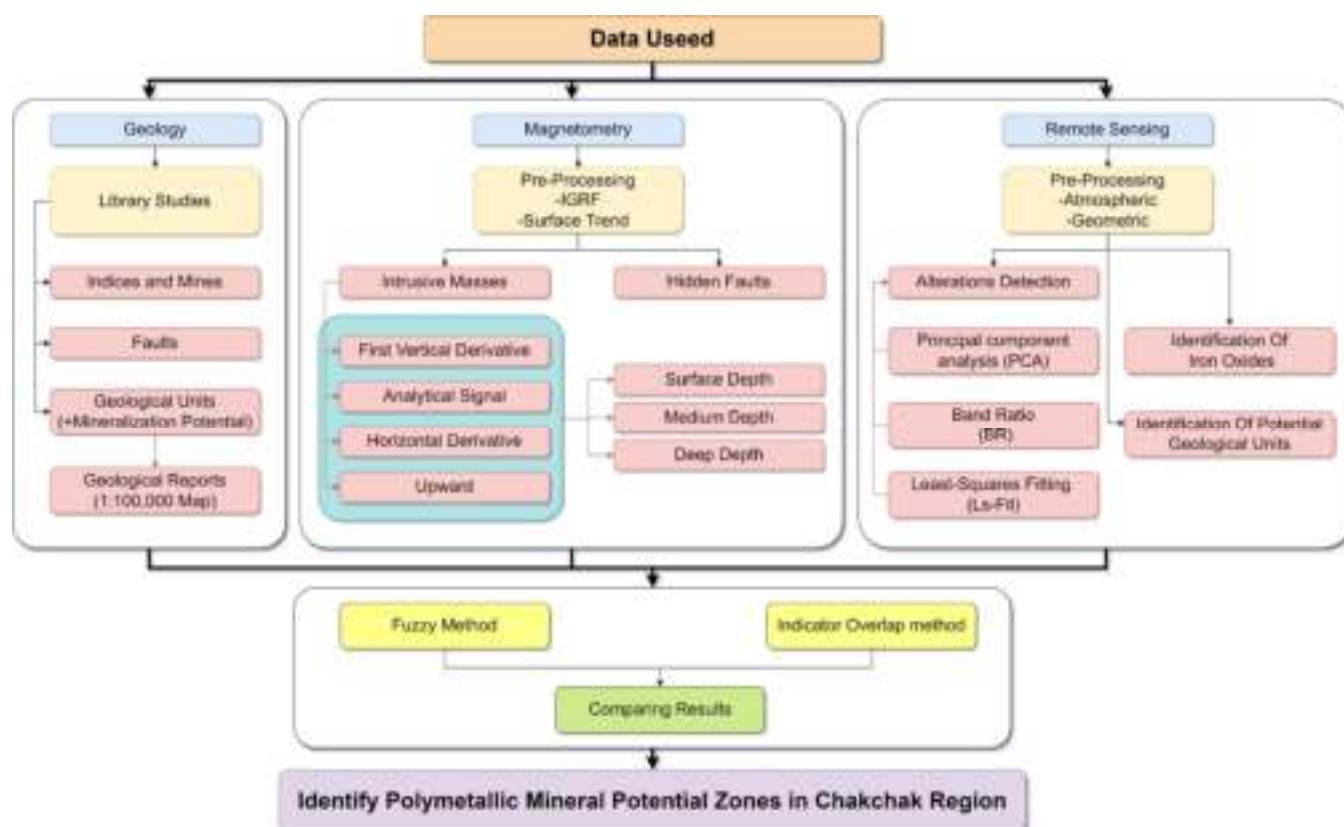 Data Useed
Geology
Library Studies
Indices and Mines
Faults
Geological Units
(+Mineralization Potential)
Geological Reports
(1:100,000 Map)
Magnetometry
Pre-Processing
-IGRF
-Surface Trend
Intrusive Masses
Hidden Faults
First Vertical Derivative
Analytical Signal
Horizontal Derivative
Upward
Surface Depth
Medium Depth
Deep Depth
Remote Sensing
Pre-Processing
-Atmospheric
-Geometric
Alterations Detection
Principal component
analysis (PCA)
Band Ratio
(BR)
Least-Squares Fitting
(Ls-Fit)
Identification Of
Iron Oxides
Identification Of Potential
Geological Units
Fuzzy Method
Indicator Overlap method
Comparing Results
Identify Polymetallic Mineral Potential Zones in Chakchak Region